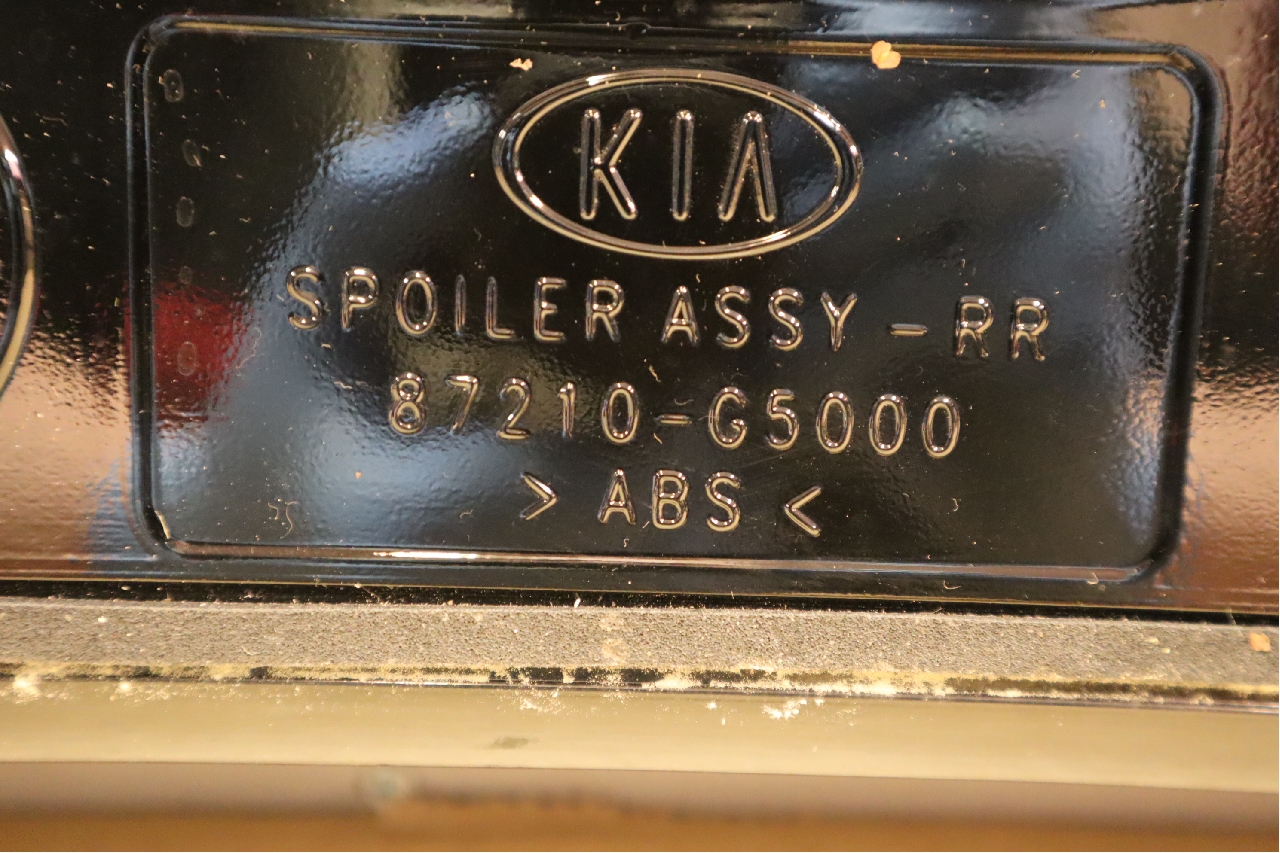 KIA
SPOILER ASSY - RR
87210-G5000
> ABS <